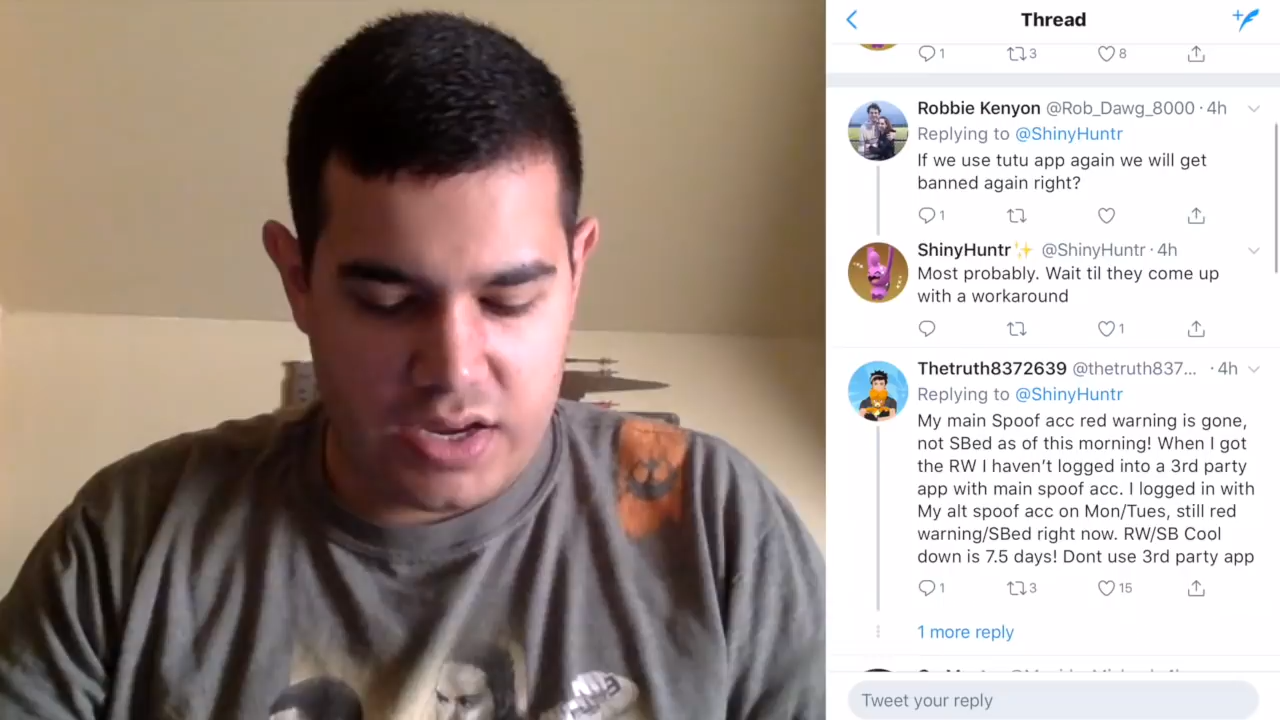 Thread
1 3 8
Robbie Kenyon @Rob_Dawg_8000 · 4h
Replying to @ShinyHuntr
If we use tutu app again we will get
banned again right?
1
ShinyHuntr✨ @ShinyHuntr · 4h
Most probably. Wait til they come up
with a workaround
1
Thetruth8372639 @thetruth837... · 4h
Replying to @ShinyHuntr
My main Spoof acc red warning is gone,
not SBed as of this morning! When I got
the RW I haven't logged into a 3rd party
app with main spoof acc. I logged in with
My alt spoof acc on Mon/Tues, still red
warning/SBed right now. RW/SB Cool
down is 7.5 days! Dont use 3rd party app
1 3 15
1 more reply
Tweet your reply